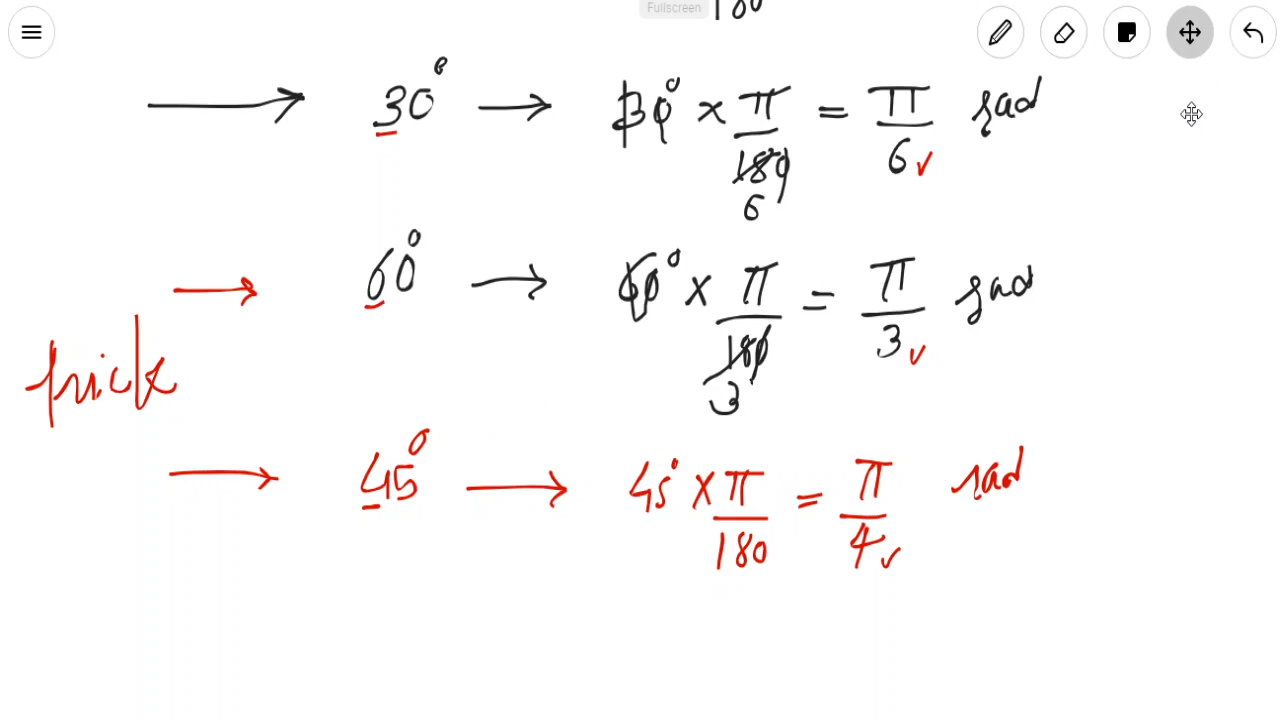 Fullscreen
180
30° → 30° × π/180 = π/6 rad
6
60° → 60° × π/180 = π/3 rad
3
trick
45° → 45° × π/180 = π/4 rad